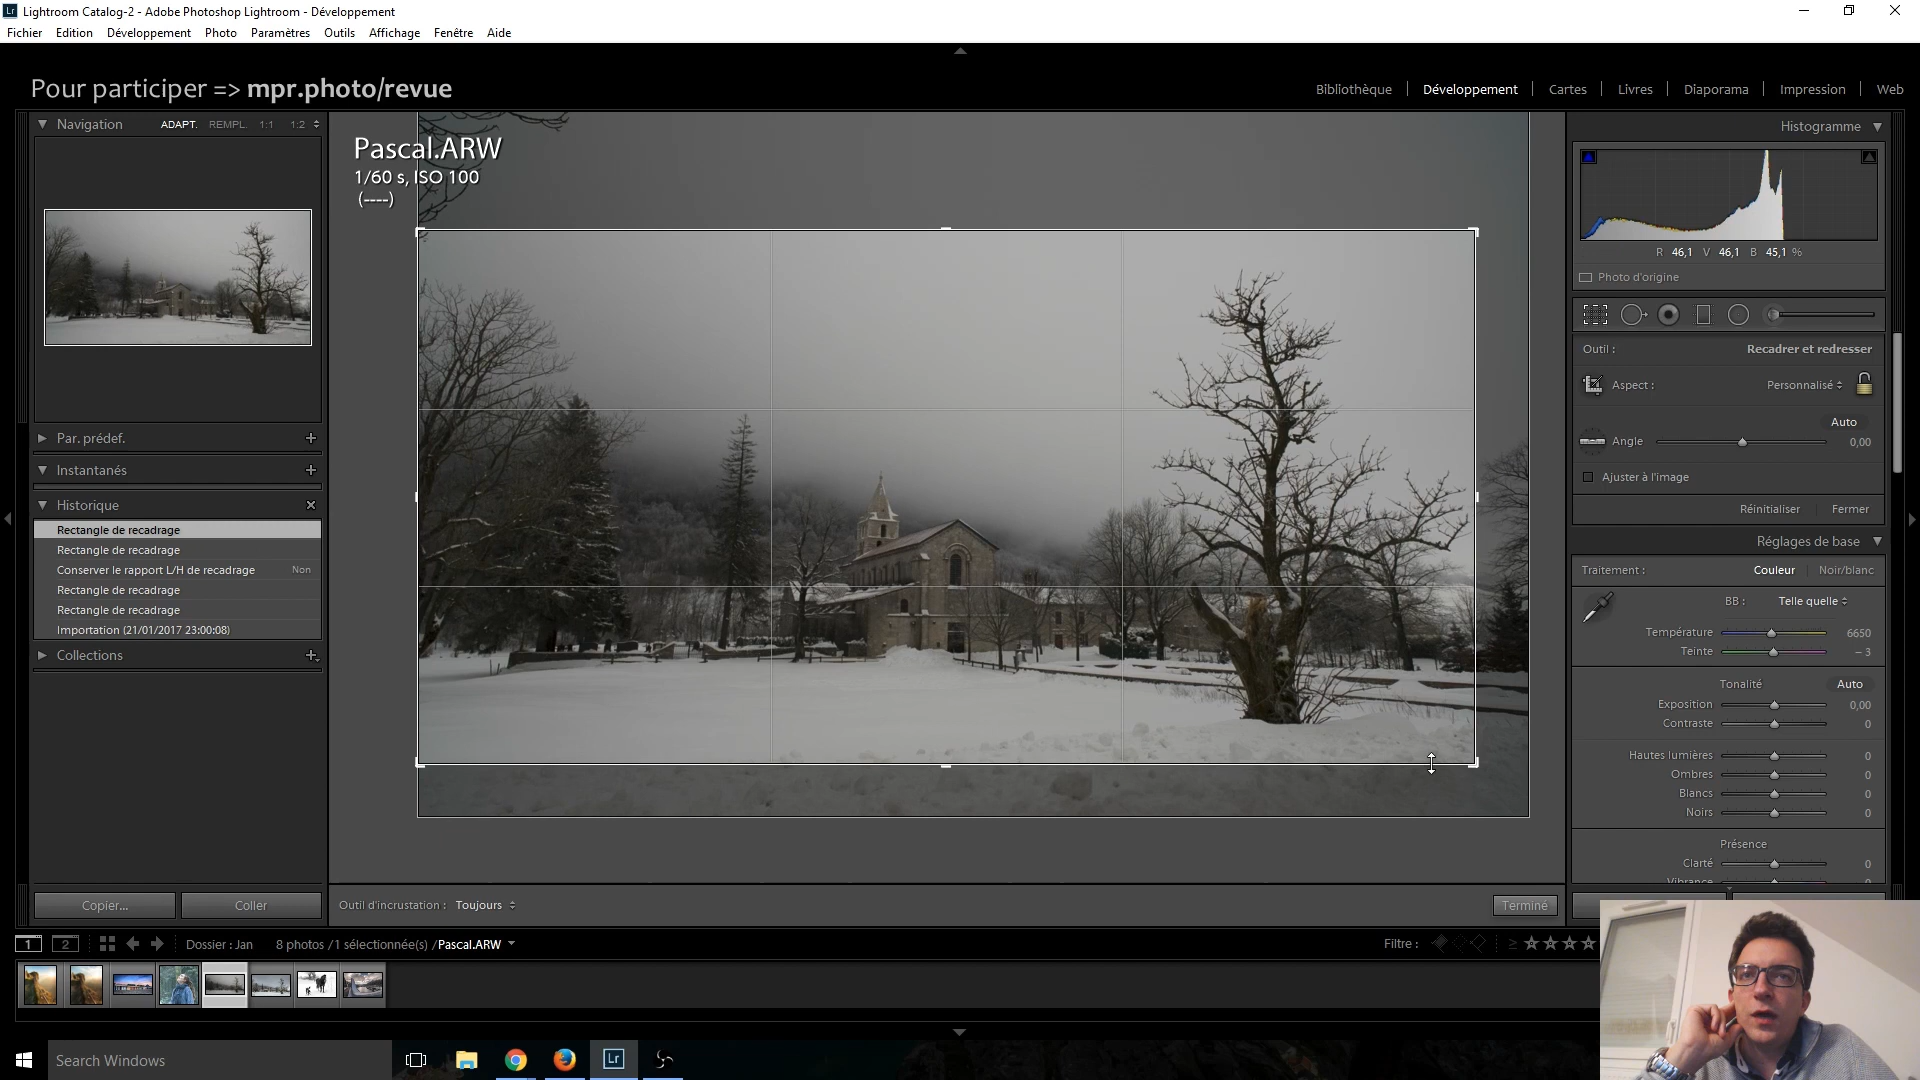 Lightroom Catalog-2 - Adobe Photoshop Lightroom - Développement
Fichier Edition Développement Photo Paramètres Outils Affichage Fenêtre Aide
Pour participer => mpr.photo/revue
Bibliothèque Développement Cartes Livres Diaporama Impression Web
Navigation ADAPT. REMPL. 1:1 1:2
Par. prédef.
Instantanés
Historique
Rectangle de recadrage
Rectangle de recadrage
Conserver le rapport L/H de recadrage Non
Rectangle de recadrage
Rectangle de recadrage
Importation (21/01/2017 23:00:08)
Collections
Copier... Coller
Pascal.ARW
1/60 s, ISO 100
(----)
Outil d'incrustation : Toujours
Terminé
Histogramme
R 46,1 V 46,1 B 45,1 %
Photo d'origine
Outil : Recadrer et redresser
Aspect : Personnalisé
Auto
Angle 0,00
Ajuster à l'image
Réinitialiser Fermer
Réglages de base
Traitement : Couleur Noir/blanc
BB : Telle quelle
Température 6650
Teinte – 3
Tonalité Auto
Exposition 0,00
Contraste 0
Hautes lumières 0
Ombres 0
Blancs 0
Noirs 0
Présence
Clarté 0
Vibrance 0
1 2 Dossier : Jan 8 photos /1 sélectionnée(s) /Pascal.ARW
Filtre : ≥
Search Windows
Lr